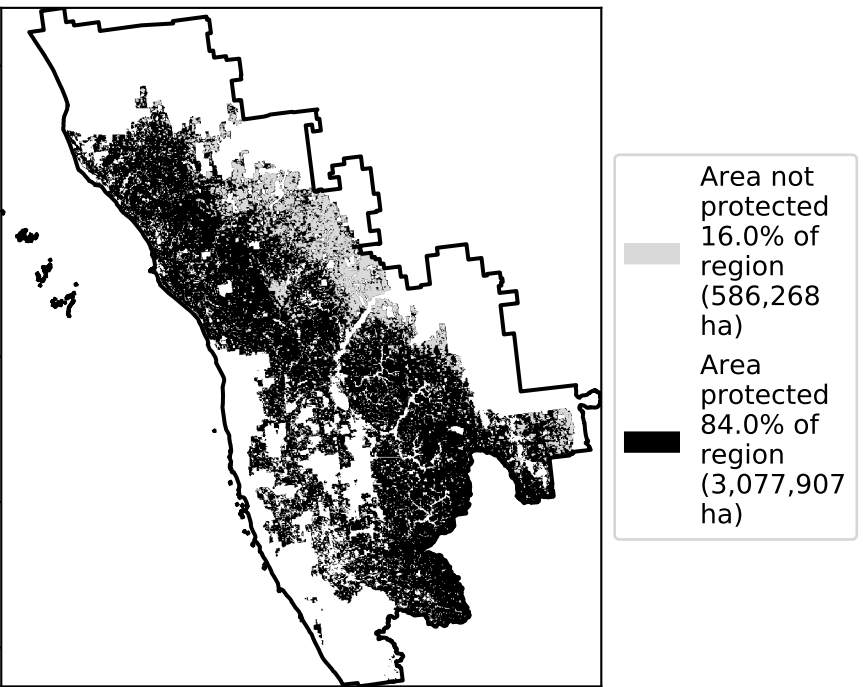 Area not
protected
16.0% of
region
(586,268
ha)
Area
protected
84.0% of
region
(3,077,907
ha)